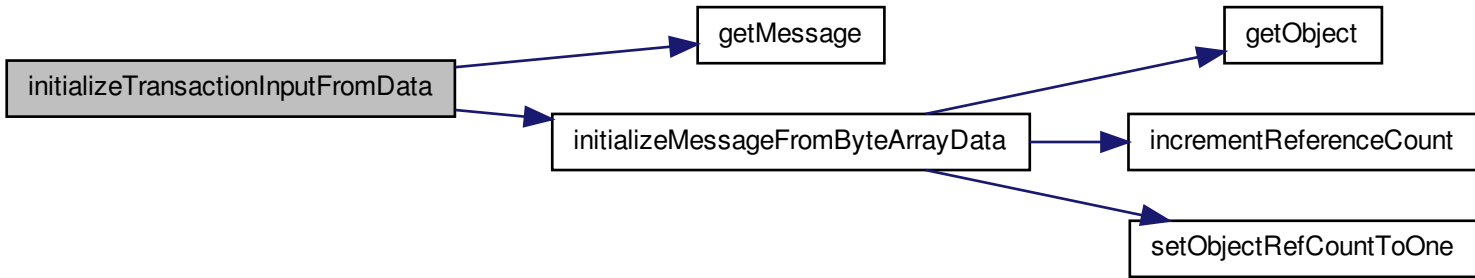 initializeTransactionInputFromData
getMessage
initializeMessageFromByteArrayData
getObject
incrementReferenceCount
setObjectRefCountToOne